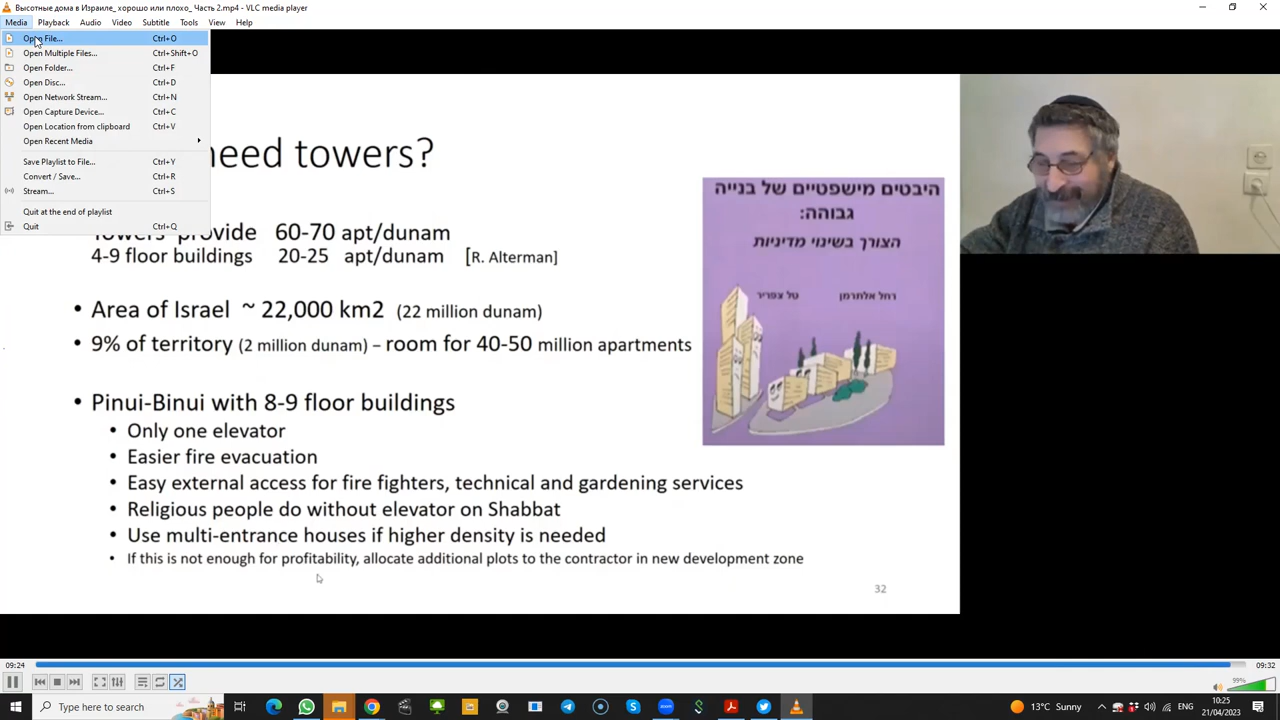 Высотные дома в Израиле_ хорошо или плохо_ Часть 2.mp4 - VLC media player
Media Playback Audio Video Subtitle Tools View Help
Open File... Ctrl+O
Open Multiple Files... Ctrl+Shift+O
Open Folder... Ctrl+F
Open Disc... Ctrl+D
Open Network Stream... Ctrl+N
Open Capture Device... Ctrl+C
Open Location from clipboard Ctrl+V
Open Recent Media
Save Playlist to File... Ctrl+Y
Convert / Save... Ctrl+R
Stream... Ctrl+S
Quit at the end of playlist
Quit Ctrl+Q
need towers?
Towers provide 60-70 apt/dunam
4-9 floor buildings 20-25 apt/dunam [R. Alterman]
• Area of Israel ~ 22,000 km2 (22 million dunam)
• 9% of territory (2 million dunam) – room for 40-50 million apartments
• Pinui-Binui with 8-9 floor buildings
• Only one elevator
• Easier fire evacuation
• Easy external access for fire fighters, technical and gardening services
• Religious people do without elevator on Shabbat
• Use multi-entrance houses if higher density is needed
• If this is not enough for profitability, allocate additional plots to the contractor in new development zone
32
היבטים מישפטיים של בנייה
גבוהה:
הצורך בשינוי מדיניות
רחל אלתרמן טל צפריר
09:24 09:32
99%
Type here to search
13°C Sunny ENG
10:25
21/04/2023